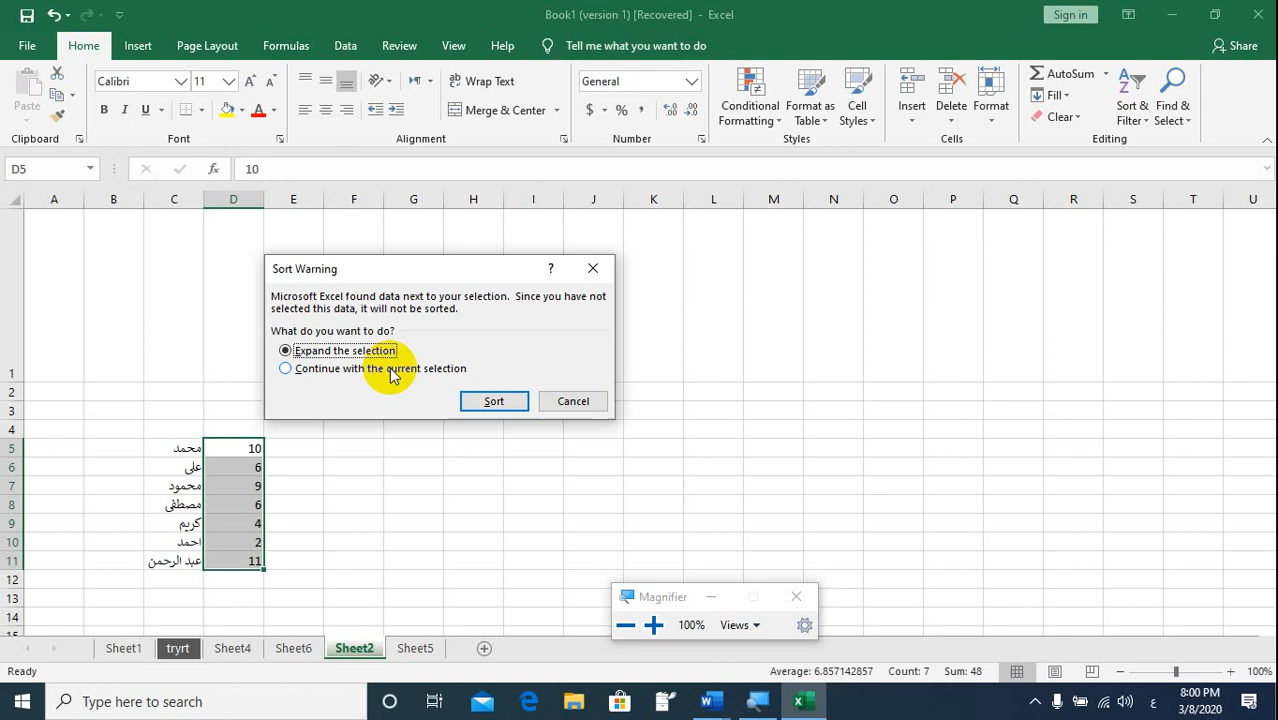 Book1 (version 1) [Recovered] - Excel
Sign in
File Home Insert Page Layout Formulas Data Review View Help Tell me what you want to do Share
Paste
Clipboard
Calibri 11
B I U
Font
Wrap Text
Merge & Center
Alignment
General
$ % ,
Number
Conditional Formatting
Format as Table
Cell Styles
Styles
Insert Delete Format
Cells
AutoSum
Fill
Clear
Sort & Filter
Find & Select
Editing
D5 fx 10
A B C D E F G H I J K L M N O P Q R S T U
Sort Warning ?
Microsoft Excel found data next to your selection. Since you have not
selected this data, it will not be sorted.
What do you want to do?
Expand the selection
Continue with the current selection
Sort Cancel
1
2
3
4
5 محمد 10
6 على 6
7 محمود 9
8 مصطفى 6
9 كريم 4
10 احمد 2
11 عبد الرحمن 11
12
13
14
15
Magnifier
100% Views
Sheet1 tryrt Sheet4 Sheet6 Sheet2 Sheet5
Ready Average: 6.857142857 Count: 7 Sum: 48 100%
Type here to search
ع
8:00 PM
3/8/2020